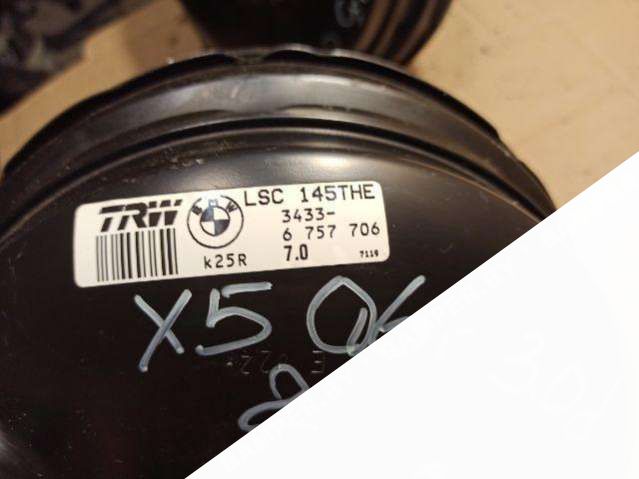 TRW
LSC 145THE
3433-
6 757 706
k25R 7.0 7119
X5 06